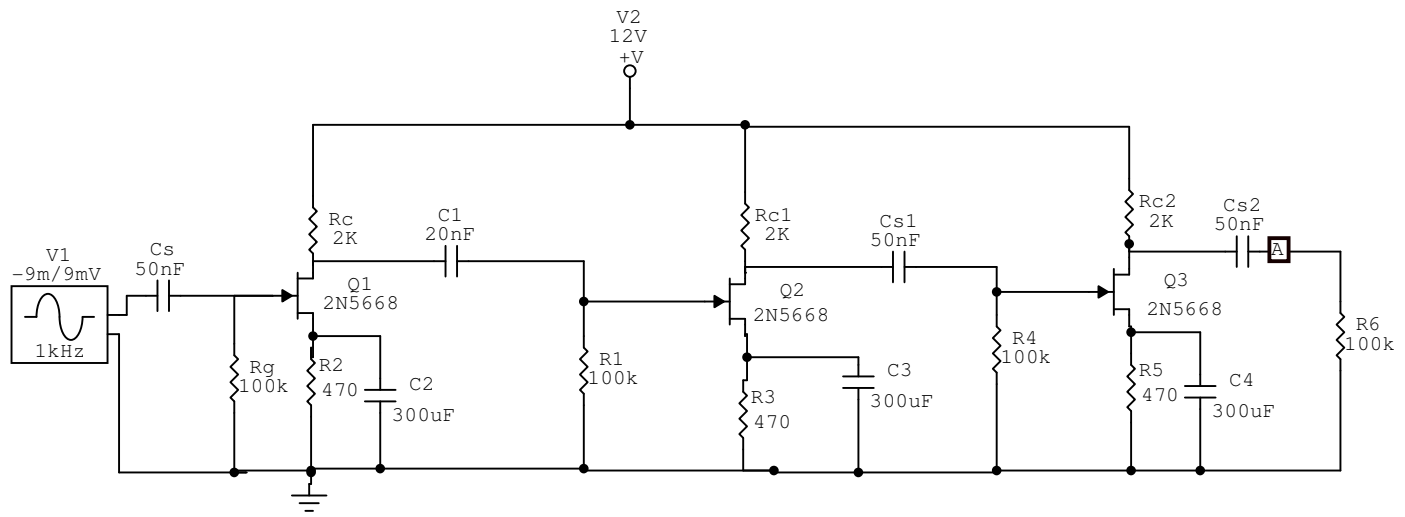 V2
12V
+V
Rc
2K
C1
20nF
Rc1
2K
Cs1
50nF
Rc2
2K
Cs2
50nF
A
V1
-9m/9mV
1kHz
Cs
50nF
Q1
2N5668
Q2
2N5668
Q3
2N5668
Rg
100k
R2
470
C2
300uF
R1
100k
R3
470
C3
300uF
R4
100k
R5
470
C4
300uF
R6
100k